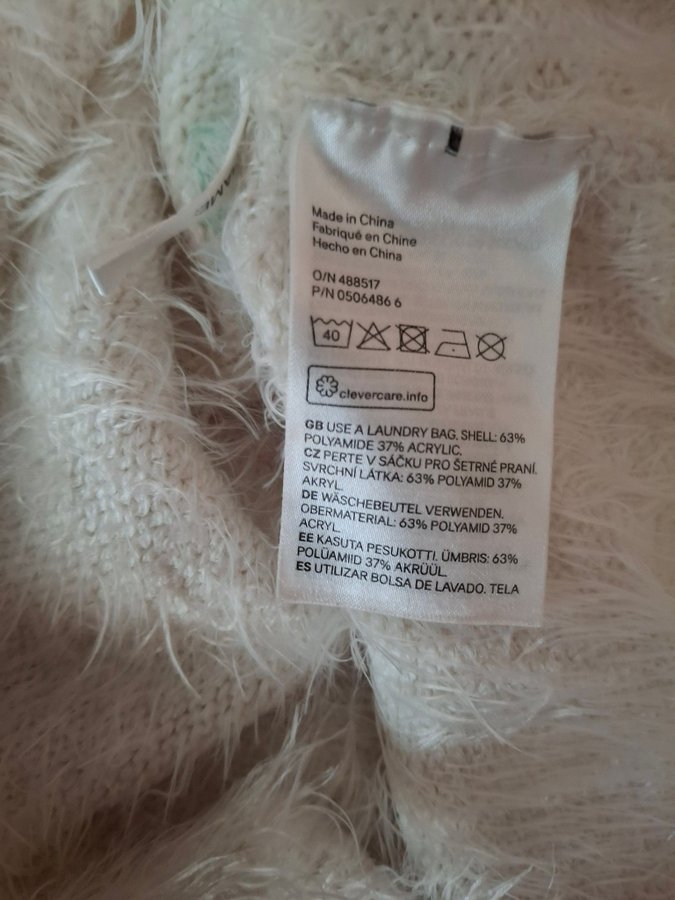 Made in China
Fabriqué en Chine
Hecho en China
O/N 488517
P/N 0506486 6
40
clevercare.info
GB USE A LAUNDRY BAG. SHELL: 63%
POLYAMIDE 37% ACRYLIC.
CZ PERTE V SÁČKU PRO ŠETRNÉ PRANÍ.
SVRCHNÍ LÁTKA: 63% POLYAMID 37%
AKRYL.
DE WÄSCHEBEUTEL VERWENDEN.
OBERMATERIAL: 63% POLYAMID 37%
ACRYL.
EE KASUTA PESUKOTTI. ÜMBRIS: 63%
POLÜAMIID 37% AKRÜÜL.
ES UTILIZAR BOLSA DE LAVADO. TELA